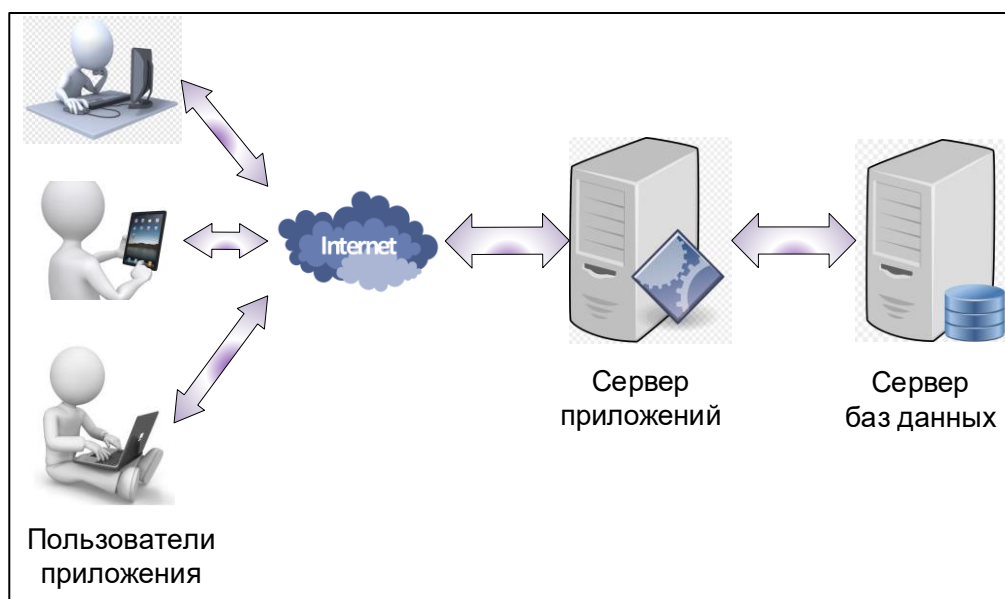 Internet
Сервер
приложений
Сервер
баз данных
Пользователи
приложения